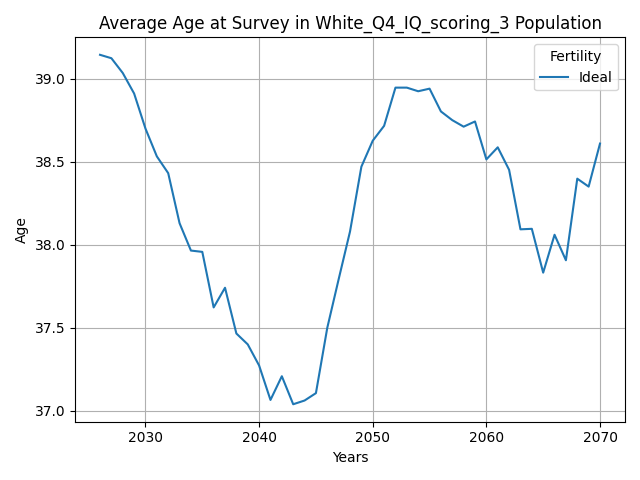 Average Age at Survey in White_Q4_IQ_scoring_3 Population
Fertility
Ideal
39.0
38.5
38.0
37.5
37.0
Age
2030
2040
2050
2060
2070
Years